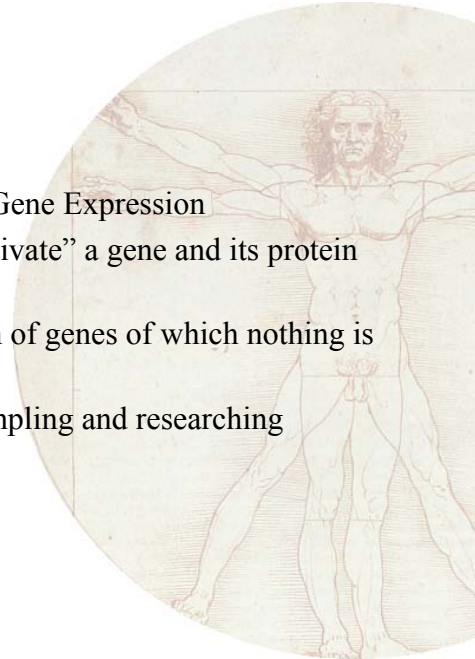 Gene Expression
ivate” a gene and its protein
n of genes of which nothing is
npling and researching